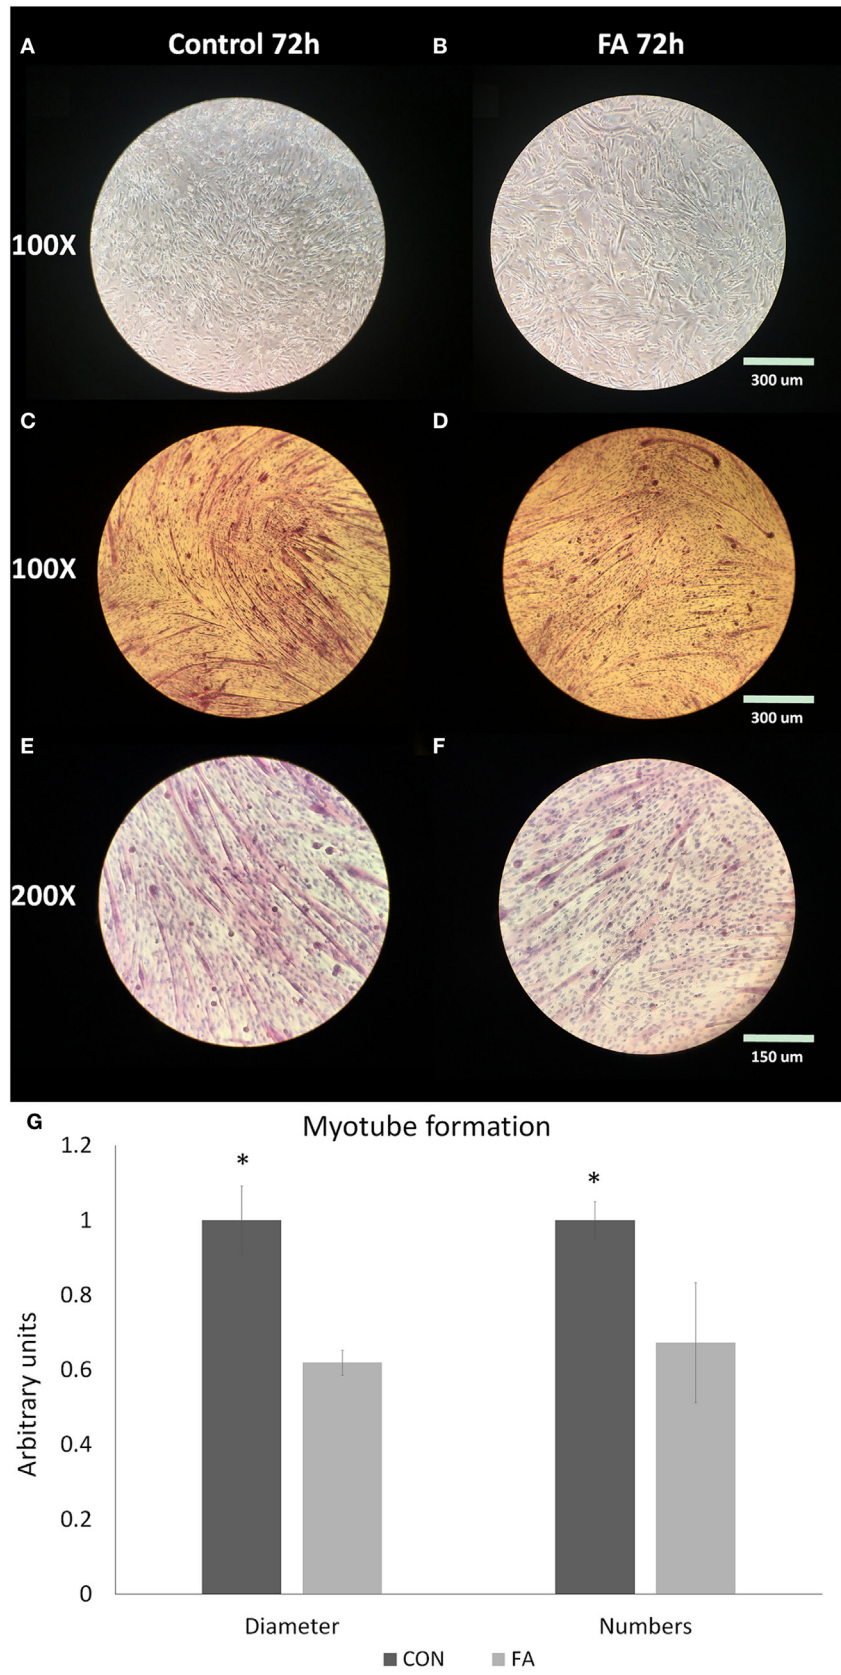 A Control 72h B FA 72h
100X
300 um
C D
100X
300 um
E F
200X
150 um
G Myotube formation
1.2
*
*
1
0.8
0.6
0.4
0.2
0
Arbitrary units
Diameter Numbers
CON FA